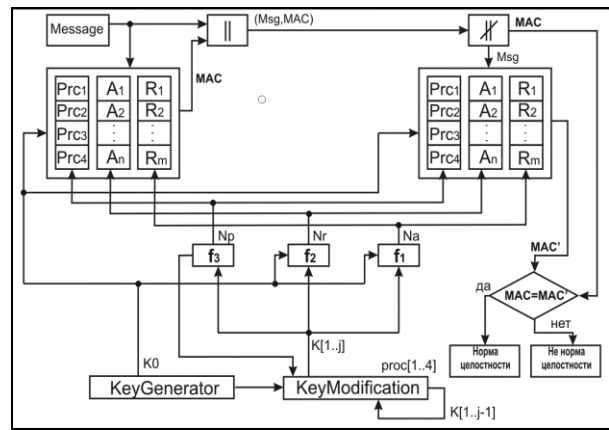 Message
||
(Msg,MAC)
MAC
MAC
Msg
Prc1 A1 R1
Prc2 A2 R2
Prc3
Prc4 An Rm
Prc1 A1 R1
Prc2 A2 R2
Prc3
Prc4 An Rm
Np
Nr
Na
f3
f2
f1
MAC'
да
MAC=MAC'
нет
K[1..j]
Норма
целостности
Не норма
целостности
K0
proc[1..4]
KeyGenerator
KeyModification
K[1..j-1]